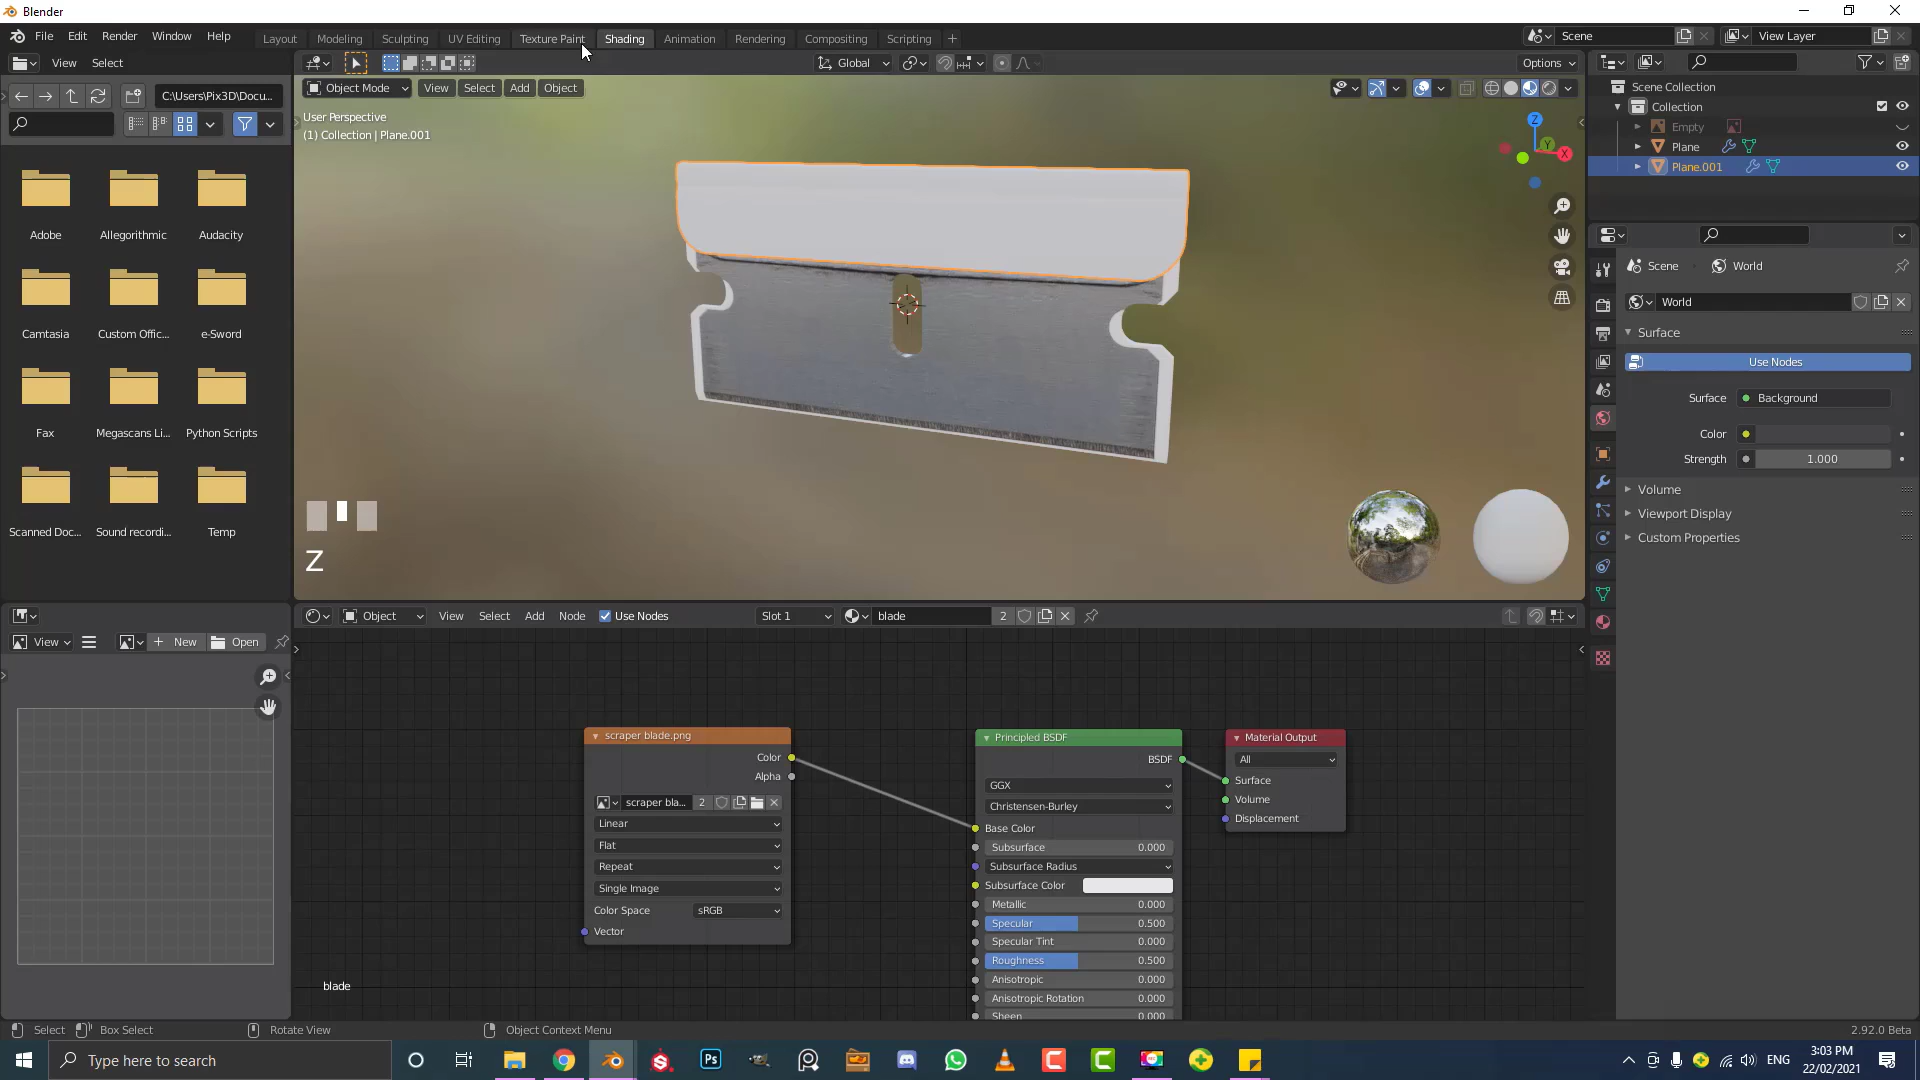 Blender
File Edit Render Window Help
Layout Modeling Sculpting UV Editing Texture Paint Shading Animation Rendering Compositing Scripting +
Scene
View Layer
View Select
Global
Options
C:\Users\Pix3D\Docu...
Object Mode View Select Add Object
User Perspective
(1) Collection | Plane.001
Z
Y
X
Scene Collection
Collection
Empty
Plane
Plane.001
Adobe Allegorithmic Audacity
Camtasia Custom Offic... e-Sword
Fax Megascans Li... Python Scripts
Scanned Doc... Sound recordi... Temp
Scene World
World
Surface
Use Nodes
Surface Background
Color
Strength 1.000
Volume
Viewport Display
Custom Properties
Z
Object View Select Add Node Use Nodes Slot 1 blade 2
View New Open
scraper blade.png
Color
Alpha
scraper bla... 2
Linear
Flat
Repeat
Single Image
Color Space sRGB
Vector
Principled BSDF
BSDF
GGX
Christensen-Burley
Base Color
Subsurface 0.000
Subsurface Radius
Subsurface Color
Metallic 0.000
Specular 0.500
Specular Tint 0.000
Roughness 0.500
Anisotropic 0.000
Anisotropic Rotation 0.000
Sheen 0.000
Material Output
All
Surface
Volume
Displacement
blade
Select Box Select Rotate View Object Context Menu 2.92.0 Beta
Type here to search
Ps
ENG
3:03 PM
22/02/2021